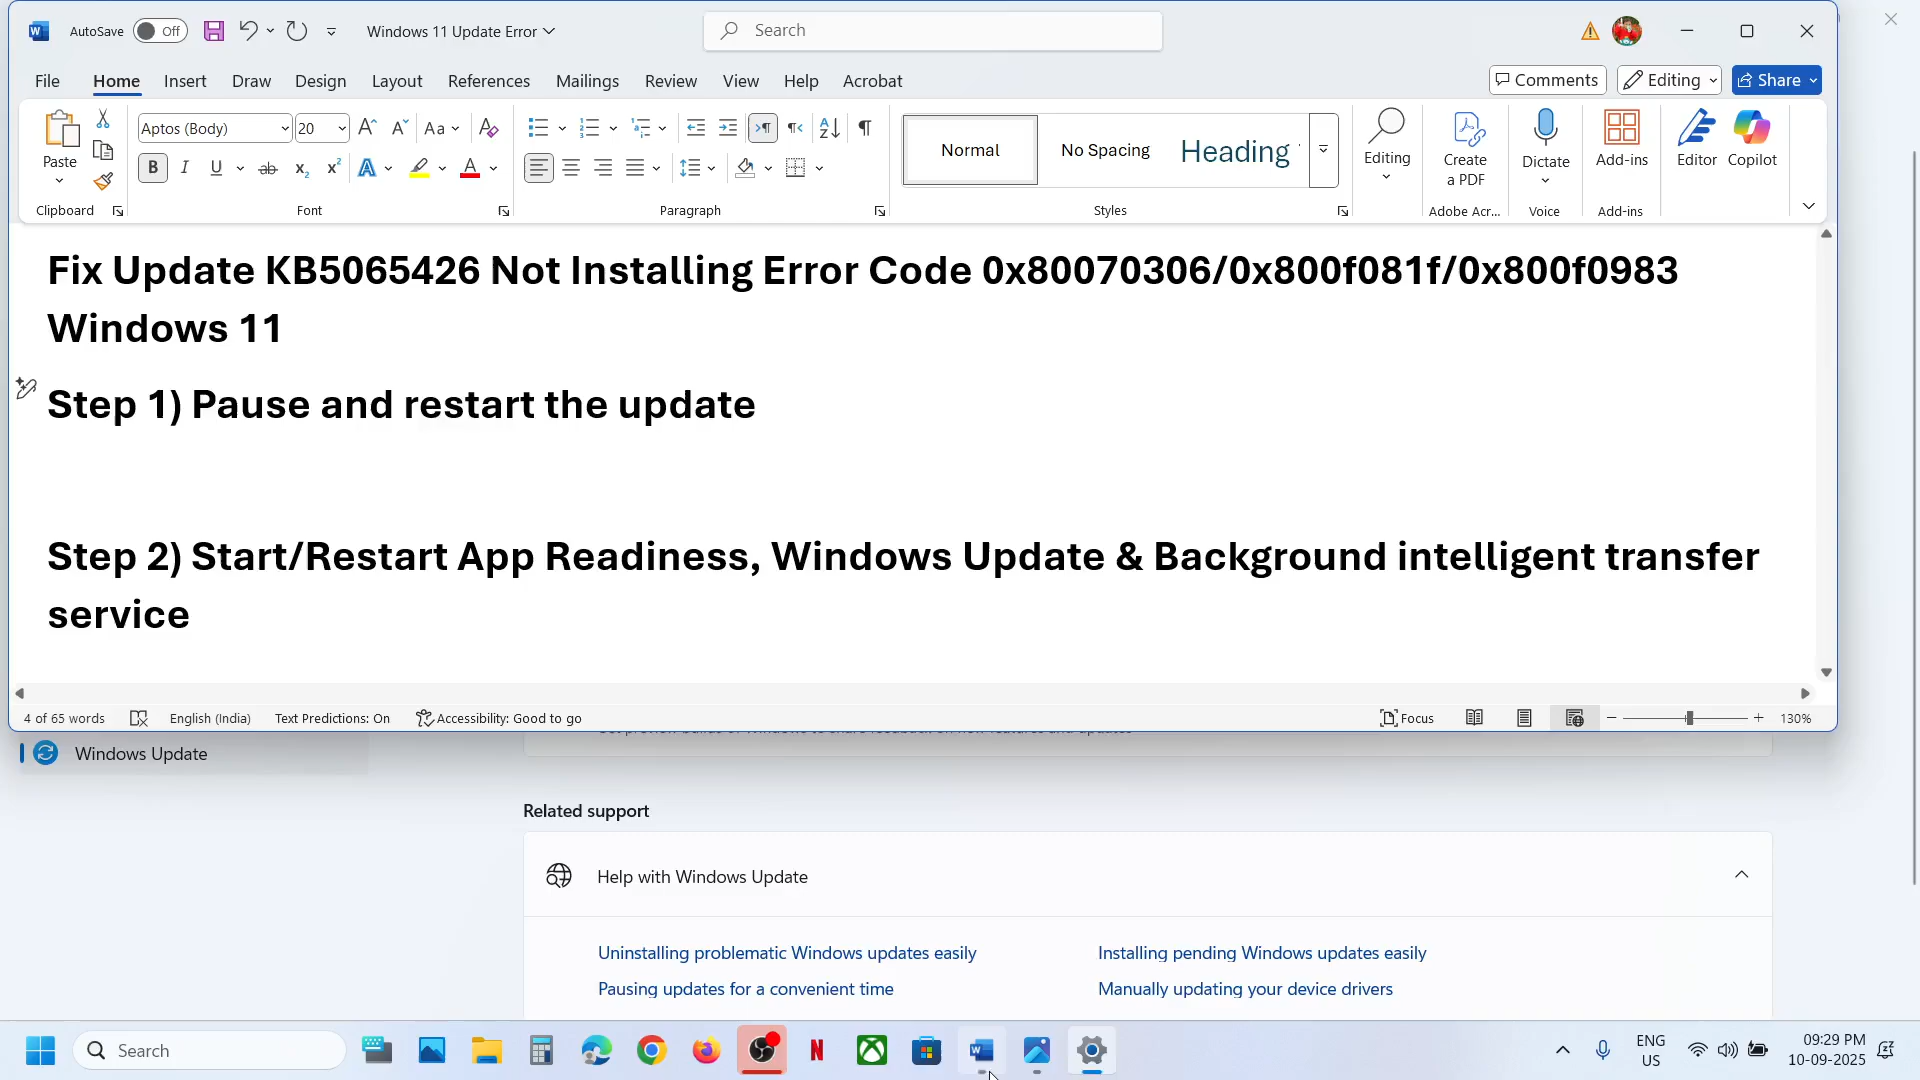 AutoSave Off Windows 11 Update Error Search
File Home Insert Draw Design Layout References Mailings Review View Help Acrobat Comments Editing Share
Paste Aptos (Body) 20 Aa Normal No Spacing Heading Editing Create a PDF Dictate Add-ins Editor Copilot
Clipboard Font Paragraph Styles Adobe Acr... Voice Add-ins
Fix Update KB5065426 Not Installing Error Code 0x80070306/0x800f081f/0x800f0983
Windows 11
Step 1) Pause and restart the update
Step 2) Start/Restart App Readiness, Windows Update & Background intelligent transfer
service
4 of 65 words English (India) Text Predictions: On Accessibility: Good to go Focus 130%
Windows Update
Related support
Help with Windows Update
Uninstalling problematic Windows updates easily Installing pending Windows updates easily
Pausing updates for a convenient time Manually updating your device drivers
Search ENG US 09:29 PM 10-09-2025